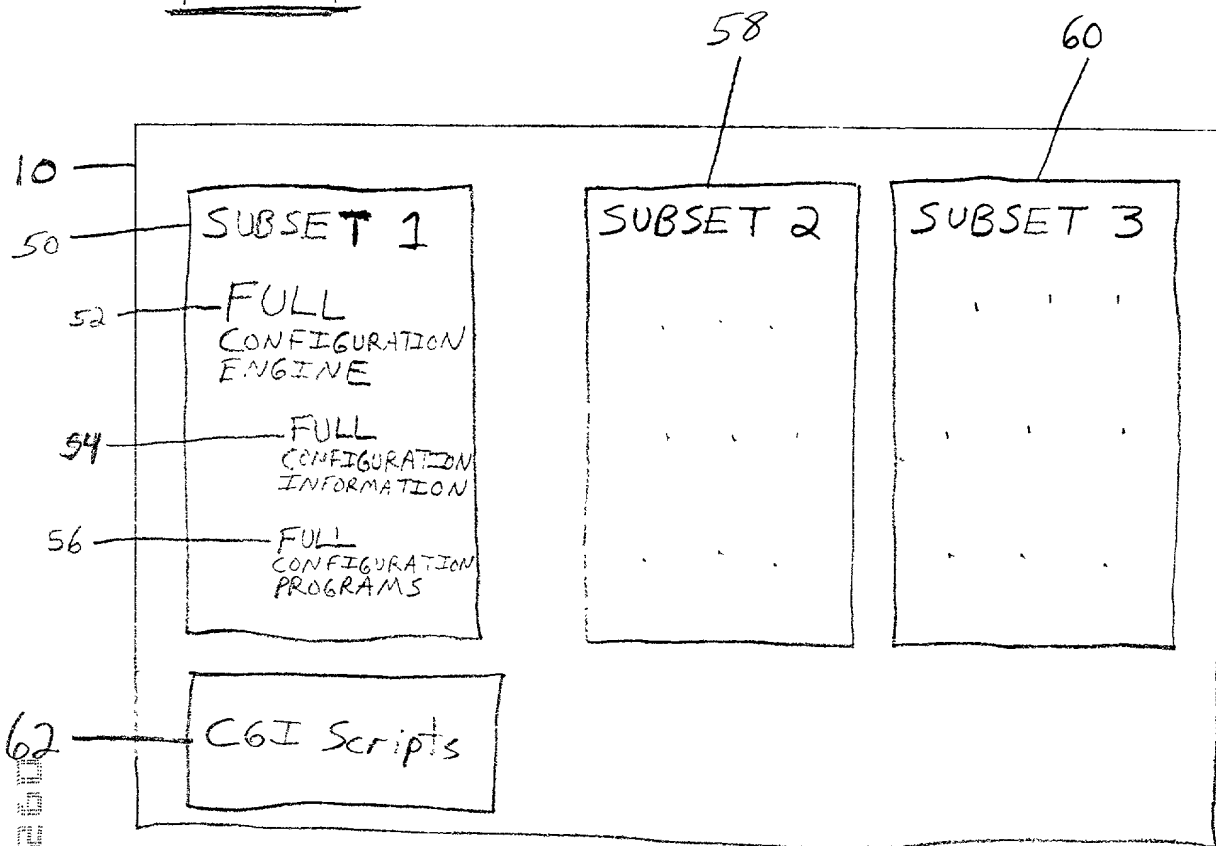 58
60
10
50
SUBSET 1
SUBSET 2
SUBSET 3
52
FULL
CONFIGURATION
ENGINE
54
FULL
CONFIGURATION
INFORMATION
56
FULL
CONFIGURATION
PROGRAMS
62
CGI Scripts